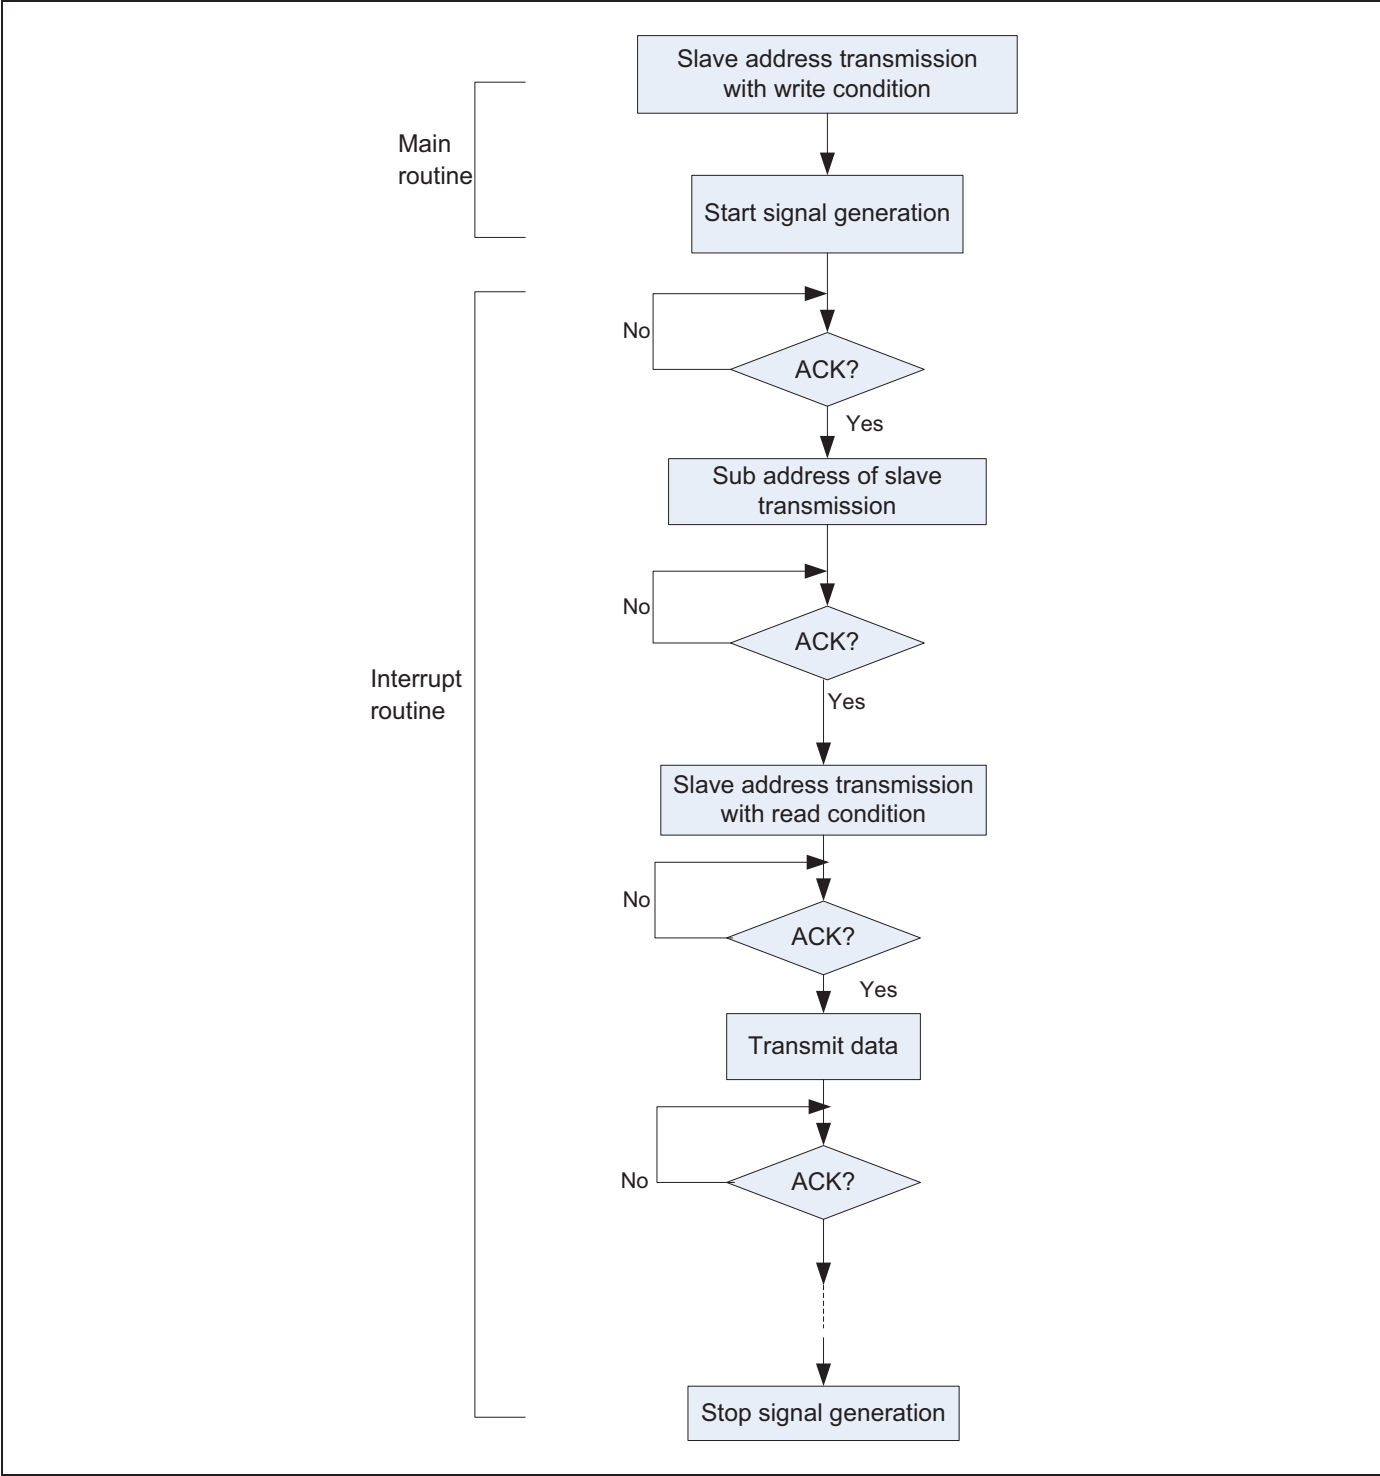 Slave address transmission
with write condition
Main
routine
Start signal generation
No
ACK?
Yes
Sub address of slave
transmission
No
ACK?
Interrupt
routine
Yes
Slave address transmission
with read condition
No
ACK?
Yes
Transmit data
No
ACK?
Stop signal generation